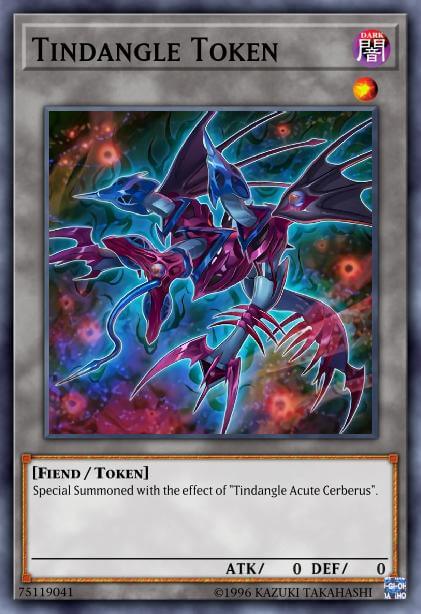 TINDANGLE TOKEN
DARK
闇
[FIEND / TOKEN]
Special Summoned with the effect of "Tindangle Acute Cerberus".
ATK/ 0 DEF/ 0
75119041 ©1996 KAZUKI TAKAHASHI